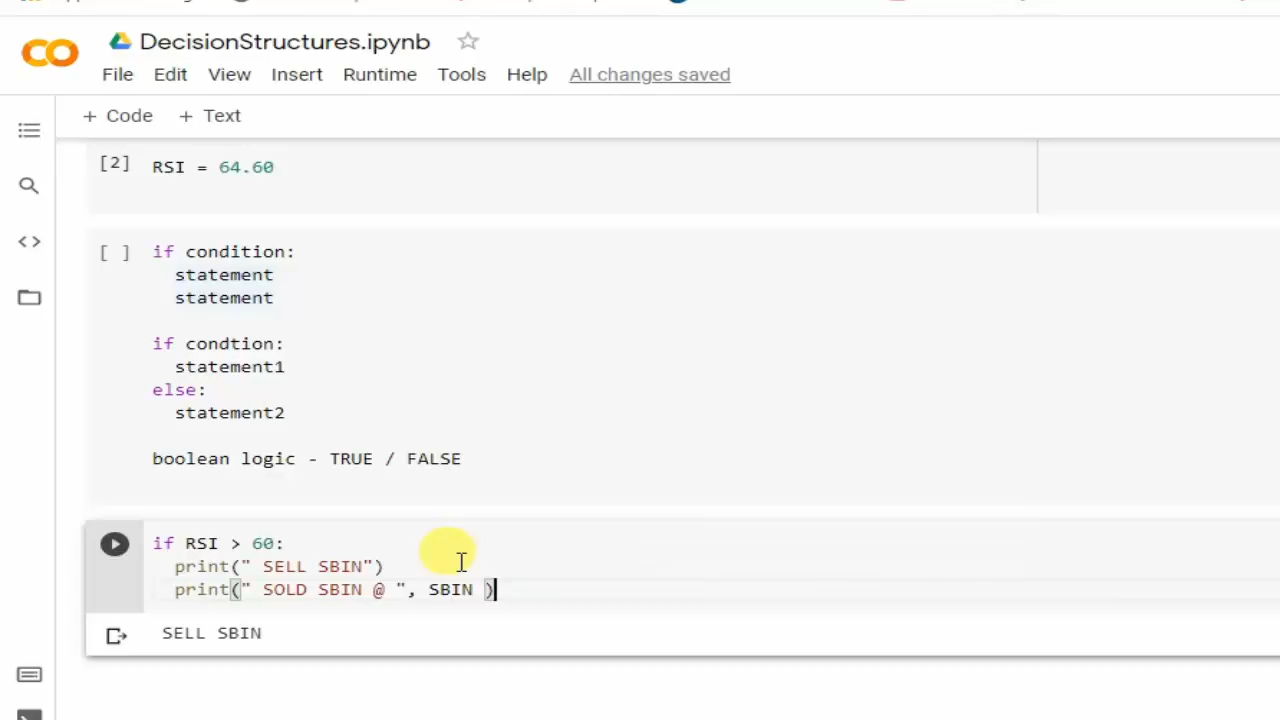 DecisionStructures.ipynb
File Edit View Insert Runtime Tools Help All changes saved
+ Code + Text
[2] RSI = 64.60
[ ] if condition:
statement
statement
if condtion:
statement1
else:
statement2
boolean logic - TRUE / FALSE
if RSI > 60:
print(" SELL SBIN")
print(" SOLD SBIN @ ", SBIN )
SELL SBIN